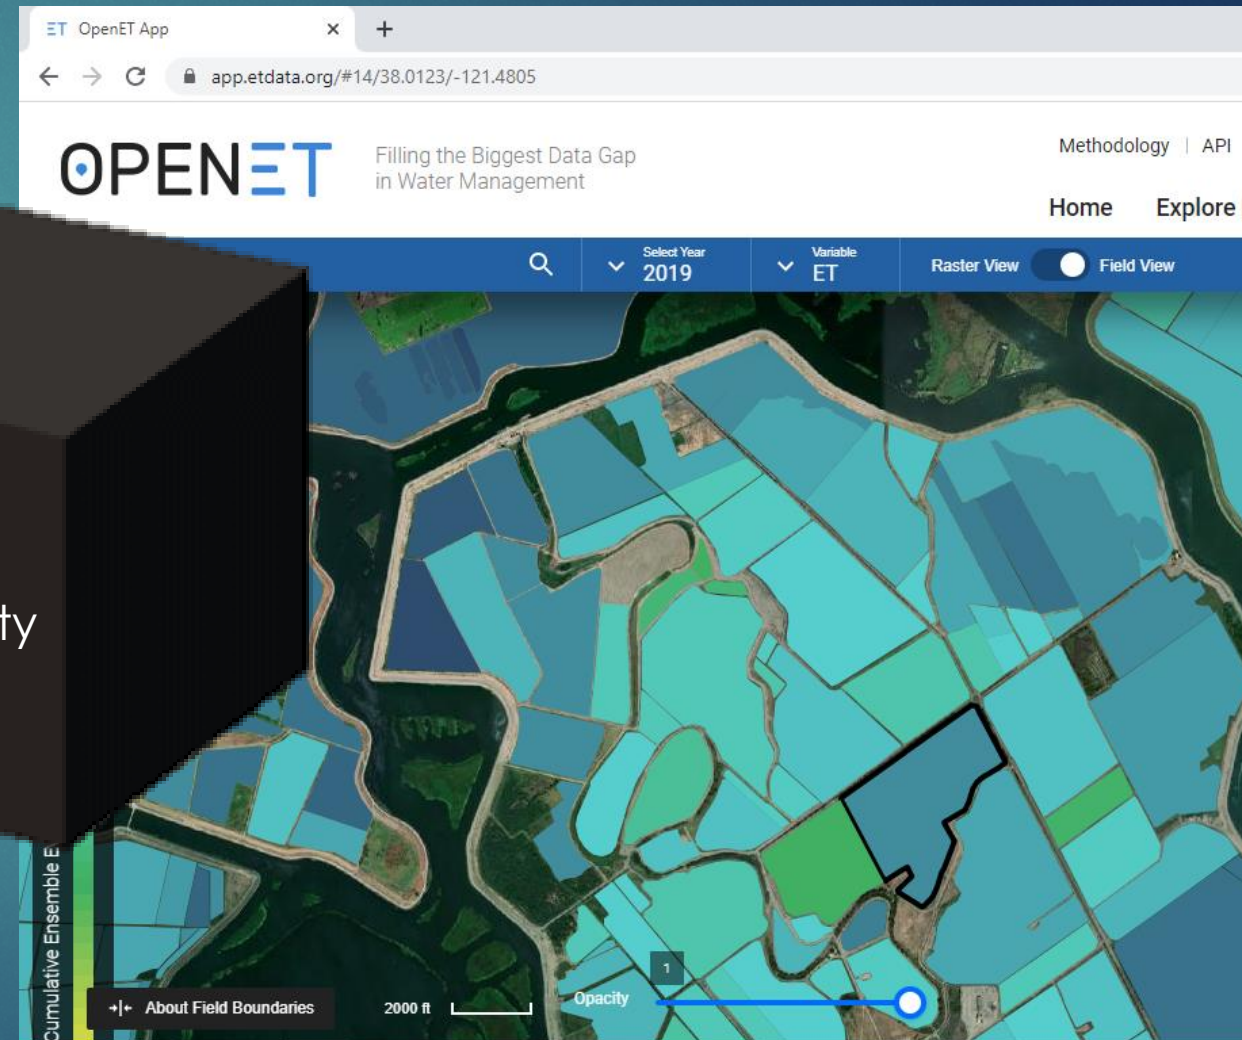 ET OpenET App
app.etdata.org/#14/38.0123/-121.4805
OPENET
Filling the Biggest Data Gap
in Water Management
Methodology | API
Home Explore
Select Year
2019
Variable
ET
Raster View Field View
ty
Cumulative Ensemble E
About Field Boundaries
2000 ft
Opacity
1